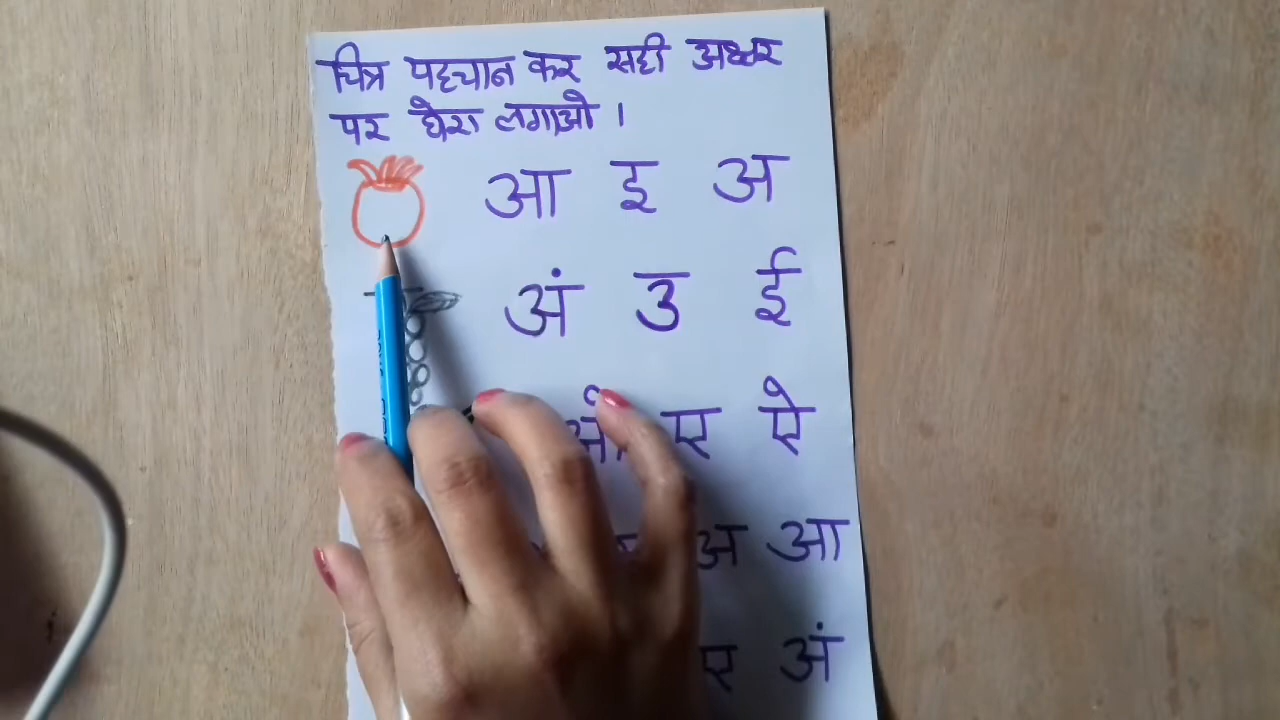 चित्र पहचान कर सही अक्षर
पर घेरा लगाओ ।
आ इ अ
अं उ ई
ए ऐ
अ आ
ए अं